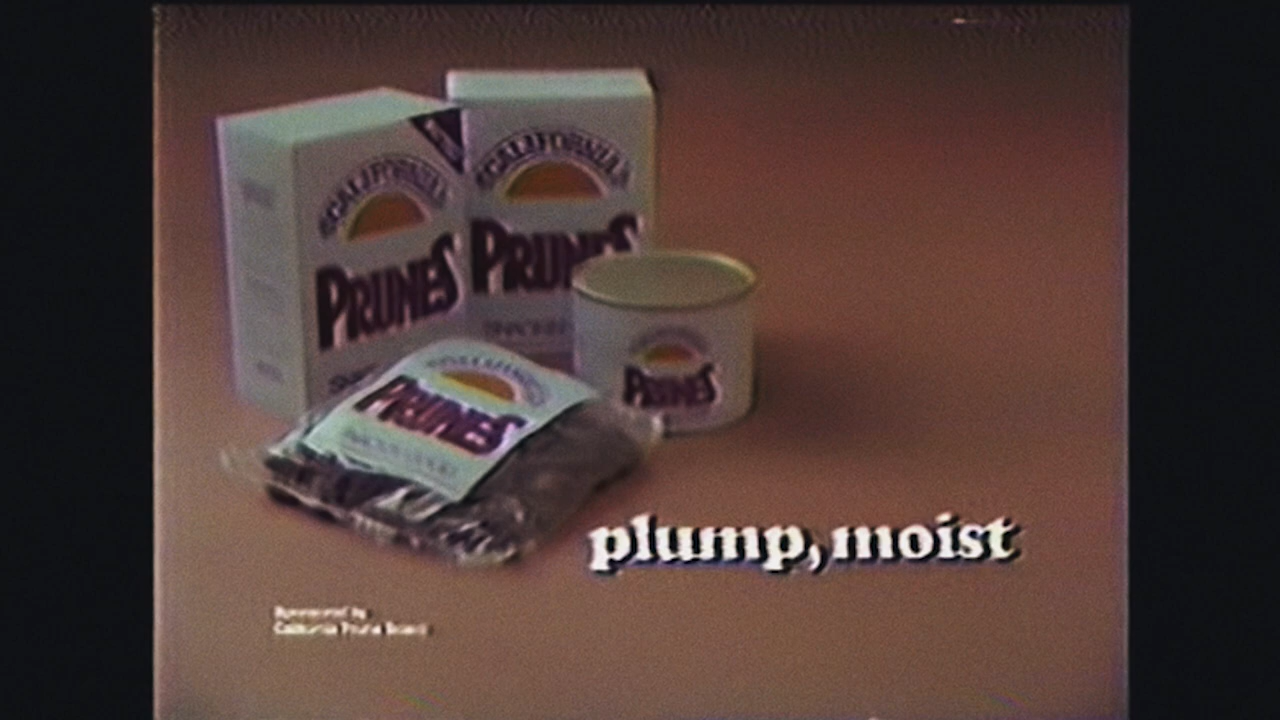 CALIFORNIA
PRUNES
CALIFORNIA
PRUNES
PRUNES
PRUNES
plump, moist
Sponsored by
California Prune Board